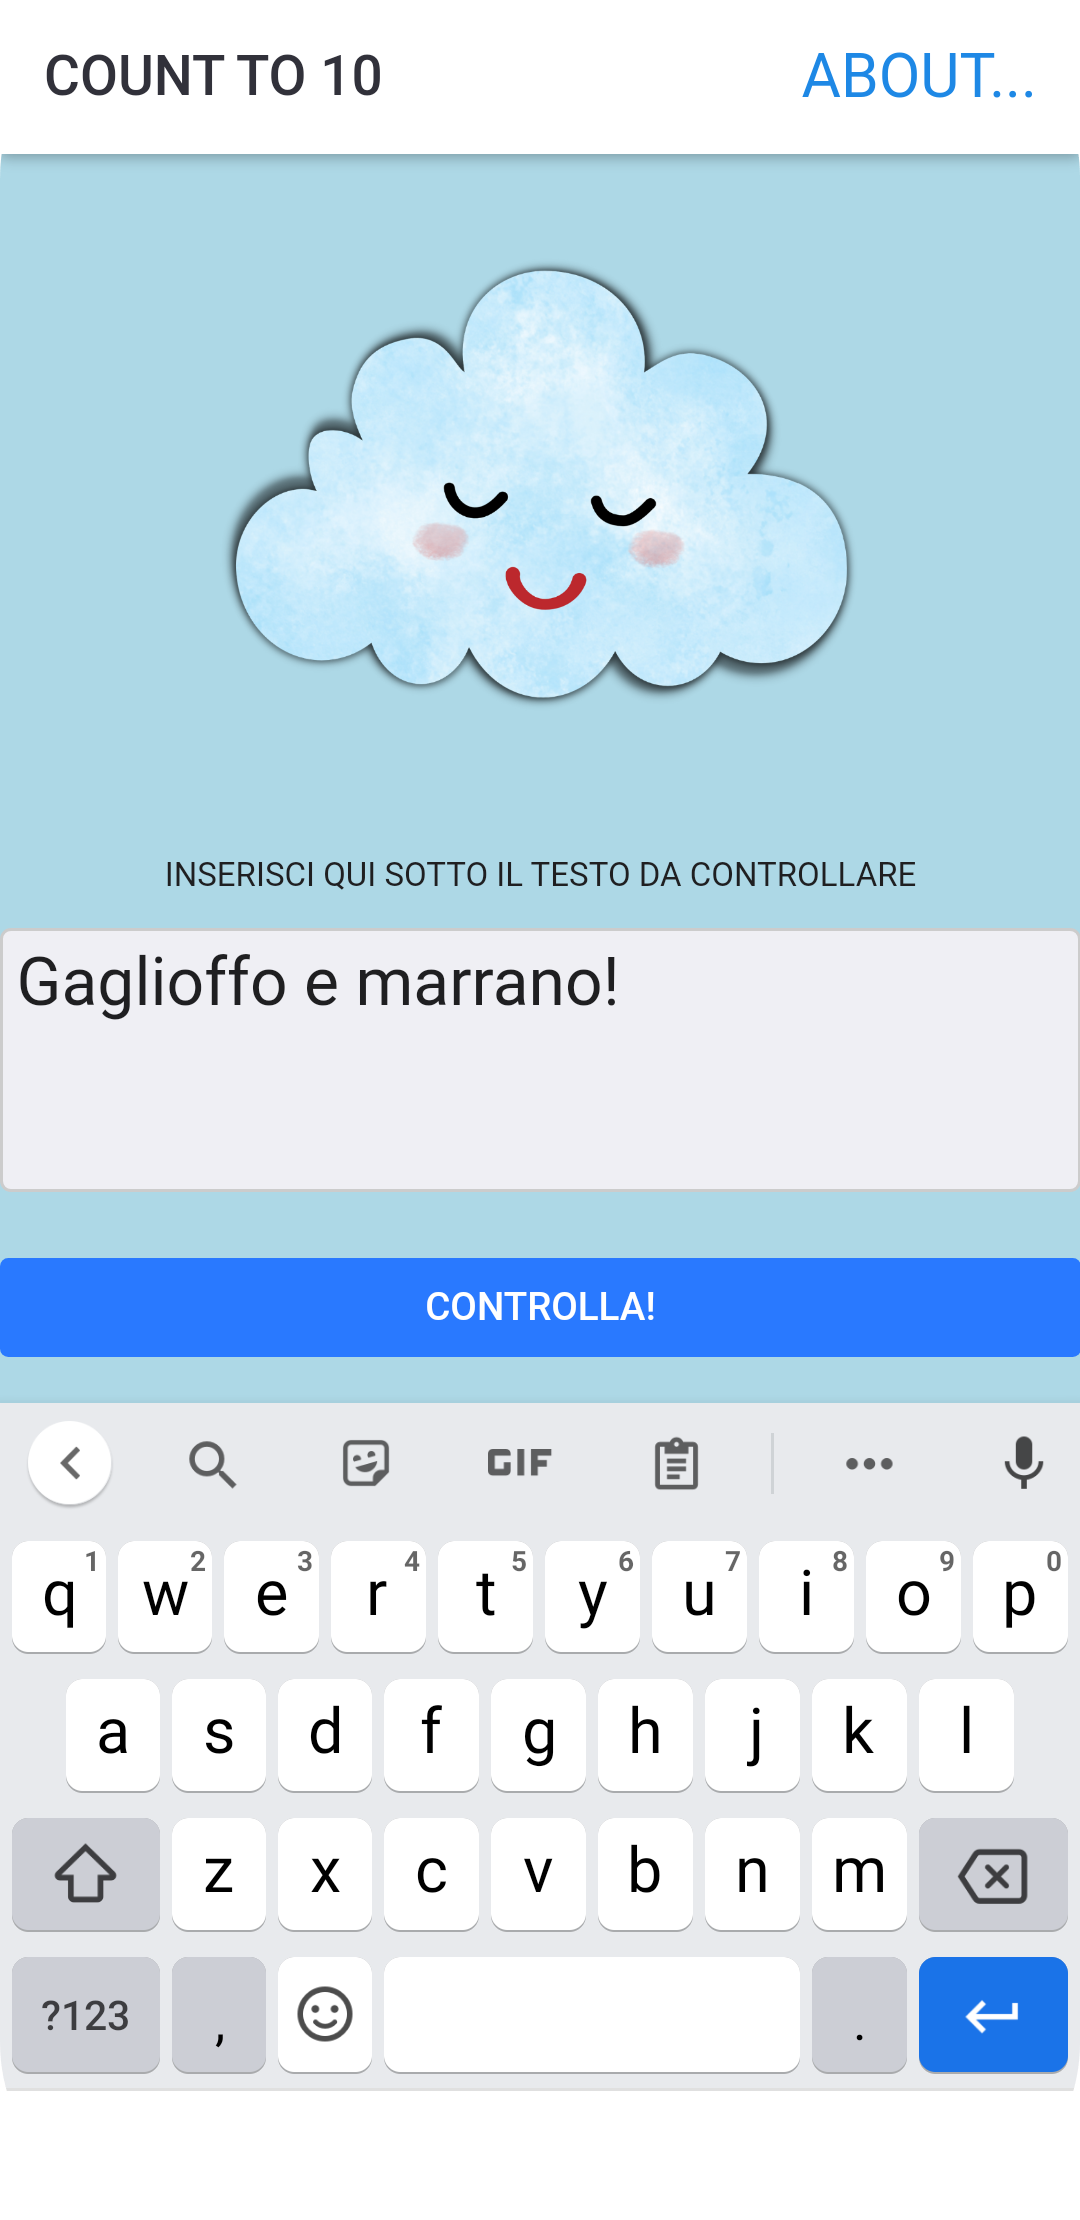 COUNT TO 10
ABOUT...
INSERISCI QUI SOTTO IL TESTO DA CONTROLLARE
Gaglioffo e marrano!
CONTROLLA!
GIF
q 1 w 2 e 3 r 4 t 5 y 6 u 7 i 8 o 9 p 0
a s d f g h j k l
z x c v b n m
?123 , .